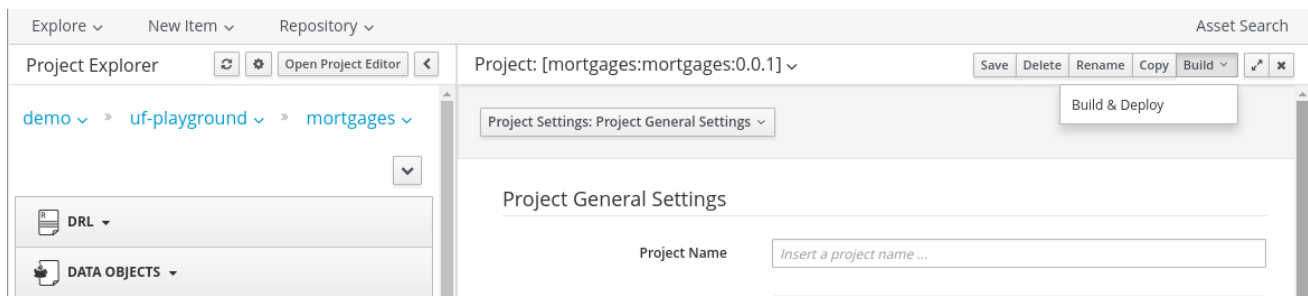 Explore New Item Repository Asset Search
Project Explorer Open Project Editor Project: [mortgages:mortgages:0.0.1] Save Delete Rename Copy Build
Build & Deploy
demo » uf-playground » mortgages
Project Settings: Project General Settings
Project General Settings
R
DRL
Project Name Insert a project name ...
DATA OBJECTS